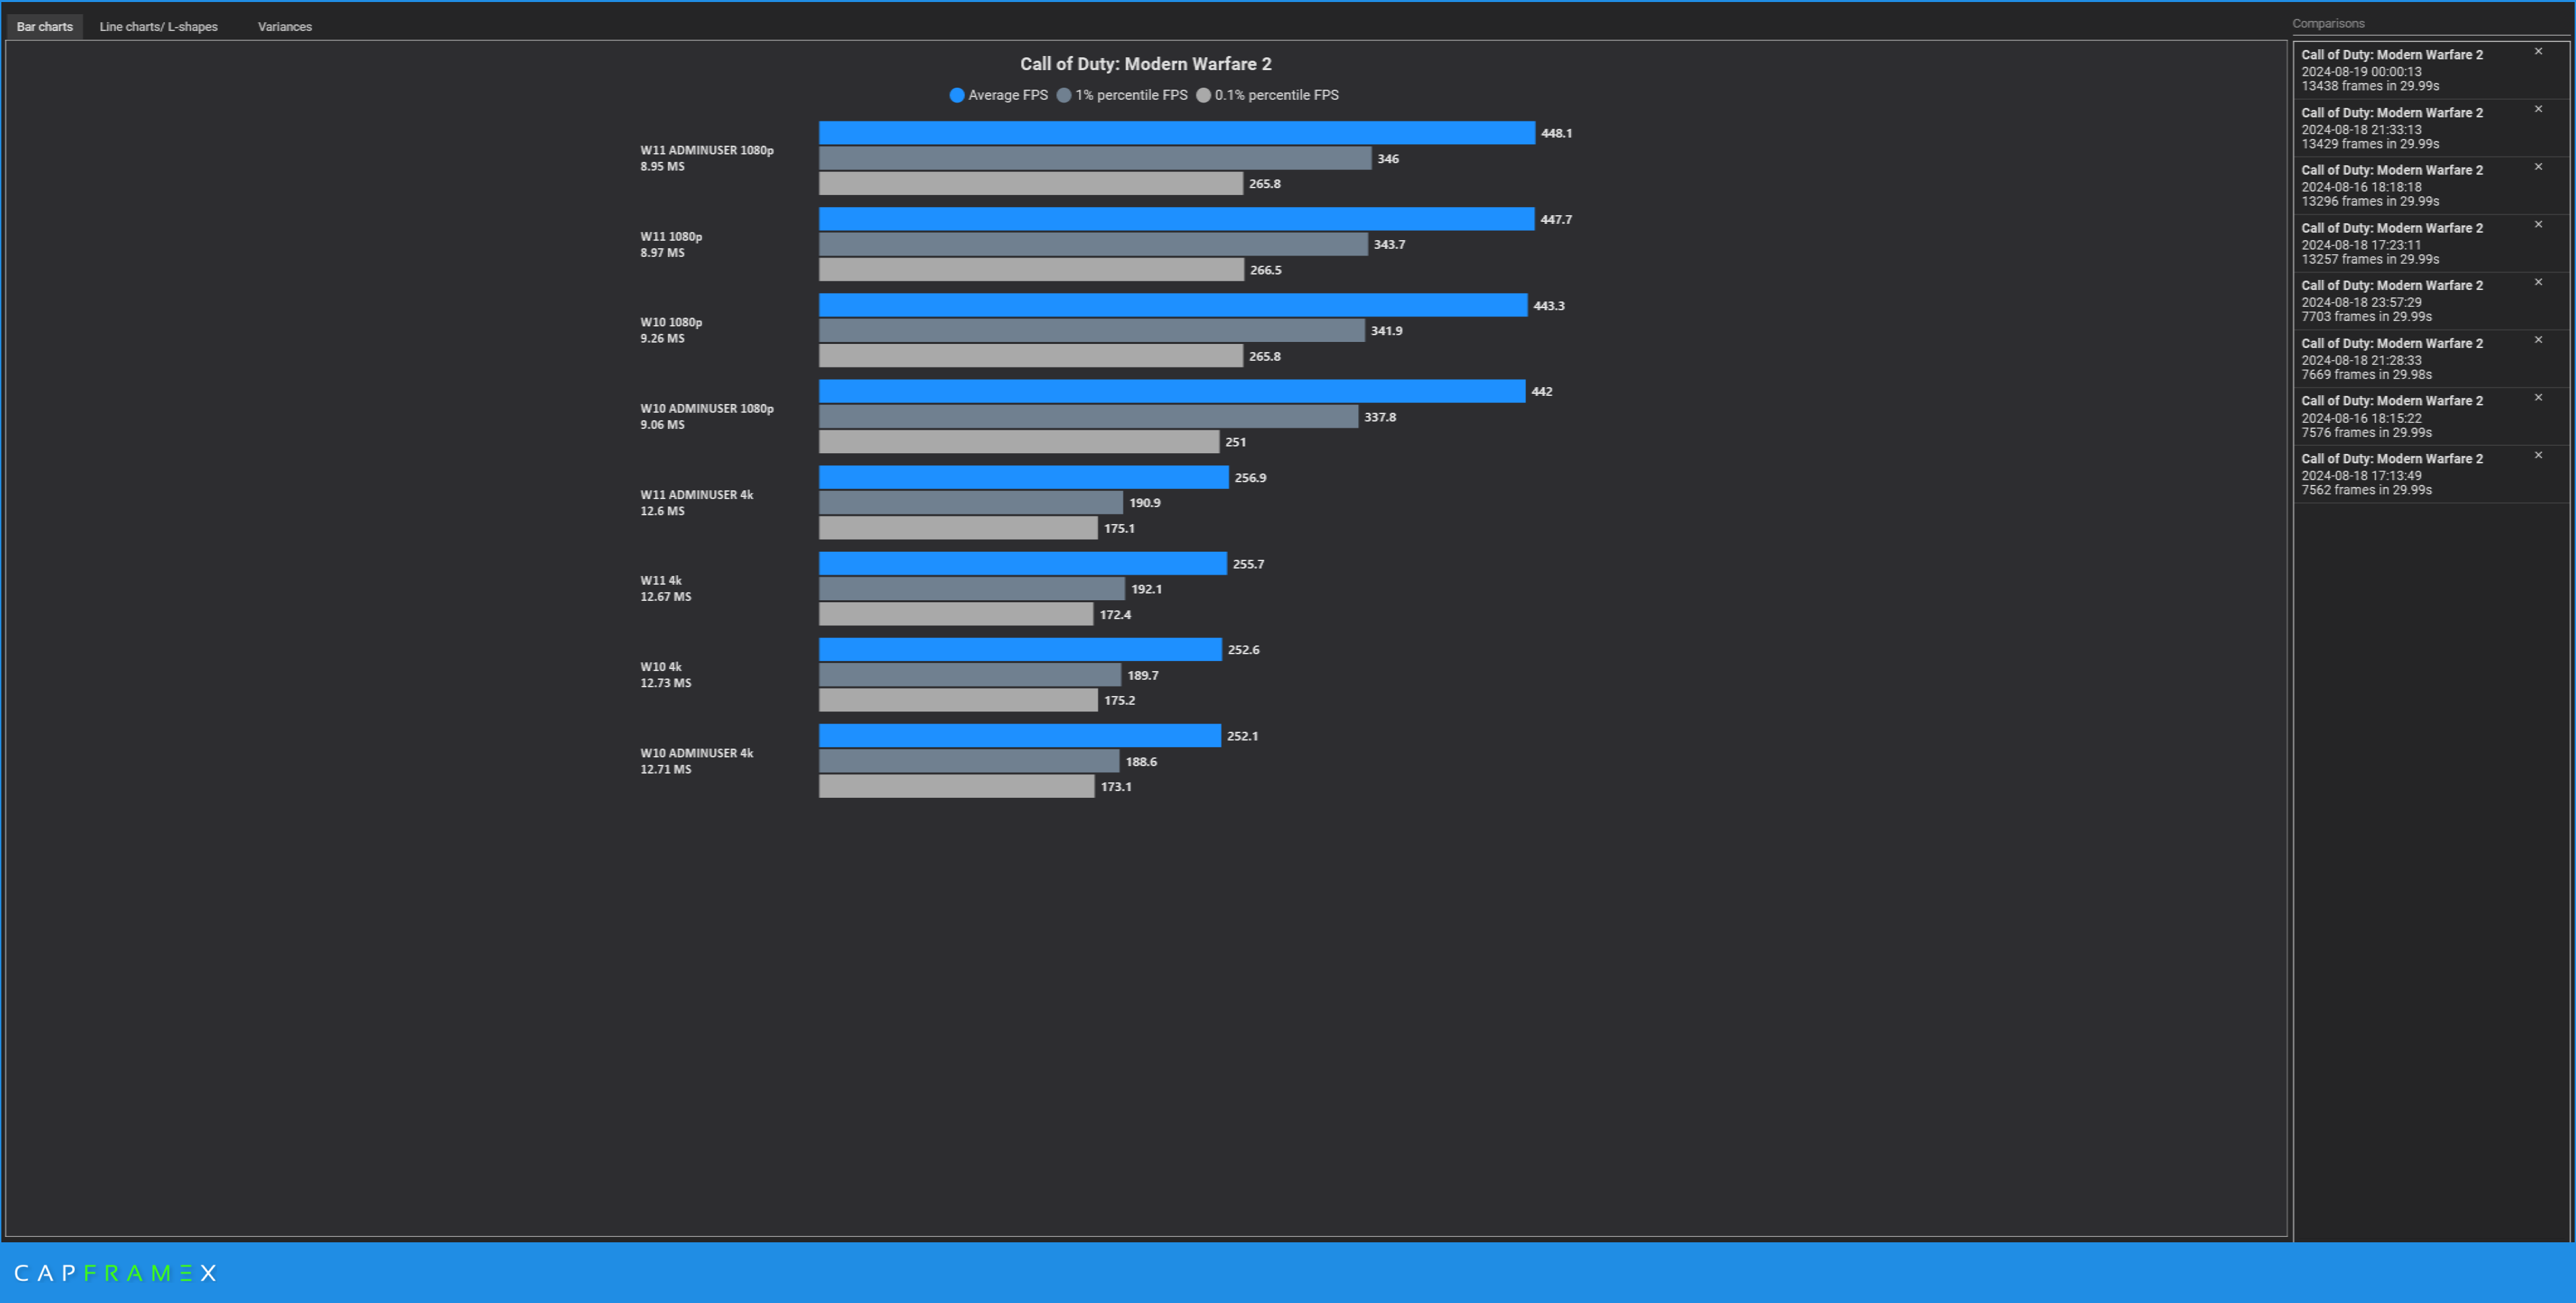 Bar charts
Line charts/ L-shapes
Variances
Call of Duty: Modern Warfare 2
Average FPS
1% percentile FPS
0.1% percentile FPS
W11 ADMINUSER 1080p
8.95 MS
448.1
346
265.8
W11 1080p
8.97 MS
447.7
343.7
266.5
W10 1080p
9.26 MS
443.3
341.9
265.8
W10 ADMINUSER 1080p
9.06 MS
442
337.8
251
W11 ADMINUSER 4k
12.6 MS
256.9
190.9
175.1
W11 4k
12.67 MS
255.7
192.1
172.4
W10 4k
12.73 MS
252.6
189.7
175.2
W10 ADMINUSER 4k
12.71 MS
252.1
188.6
173.1
Comparisons
Call of Duty: Modern Warfare 2
2024-08-19 00:00:13
13438 frames in 29.99s
Call of Duty: Modern Warfare 2
2024-08-18 21:33:13
13429 frames in 29.99s
Call of Duty: Modern Warfare 2
2024-08-16 18:18:18
13296 frames in 29.99s
Call of Duty: Modern Warfare 2
2024-08-18 17:23:11
13257 frames in 29.99s
Call of Duty: Modern Warfare 2
2024-08-18 23:57:29
7703 frames in 29.99s
Call of Duty: Modern Warfare 2
2024-08-18 21:28:33
7669 frames in 29.98s
Call of Duty: Modern Warfare 2
2024-08-16 18:15:22
7576 frames in 29.99s
Call of Duty: Modern Warfare 2
2024-08-18 17:13:49
7562 frames in 29.99s
CAPFRAMEX